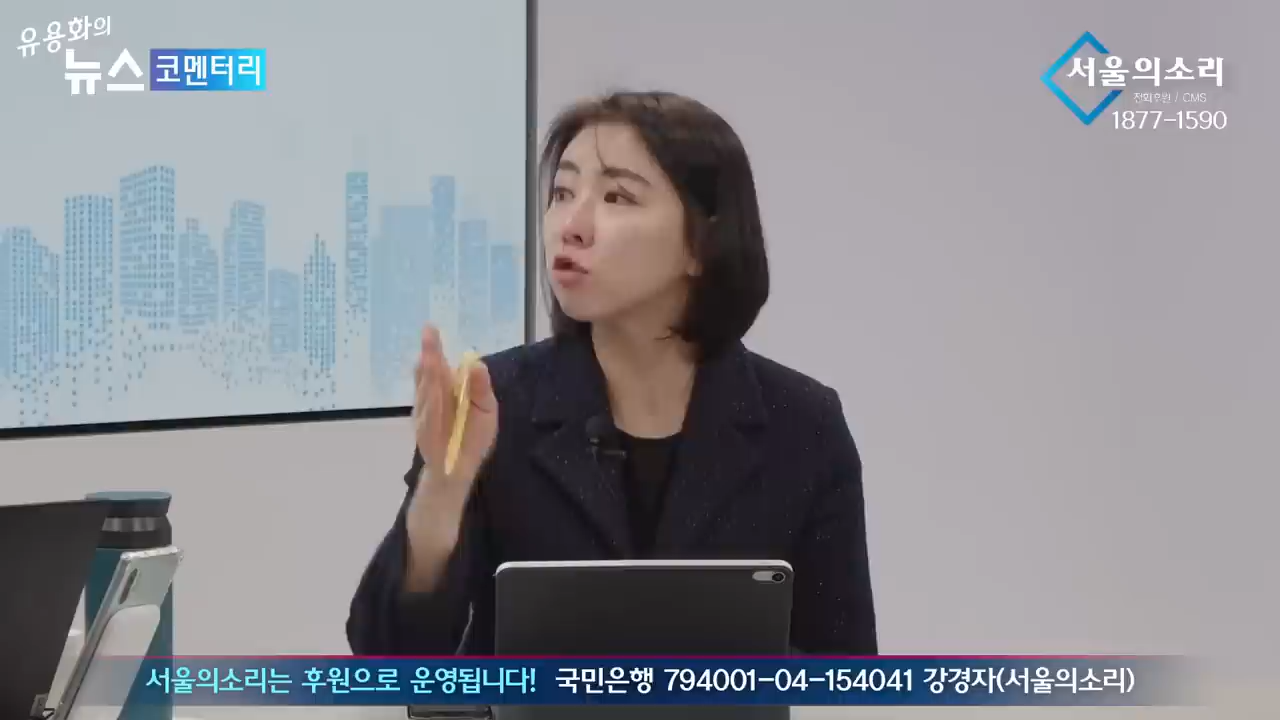 유용화의
뉴스 코멘터리
서울의소리
전화후원 / CMS
1877-1590
서울의소리는 후원으로 운영됩니다! 국민은행 794001-04-154041 강경자(서울의소리)